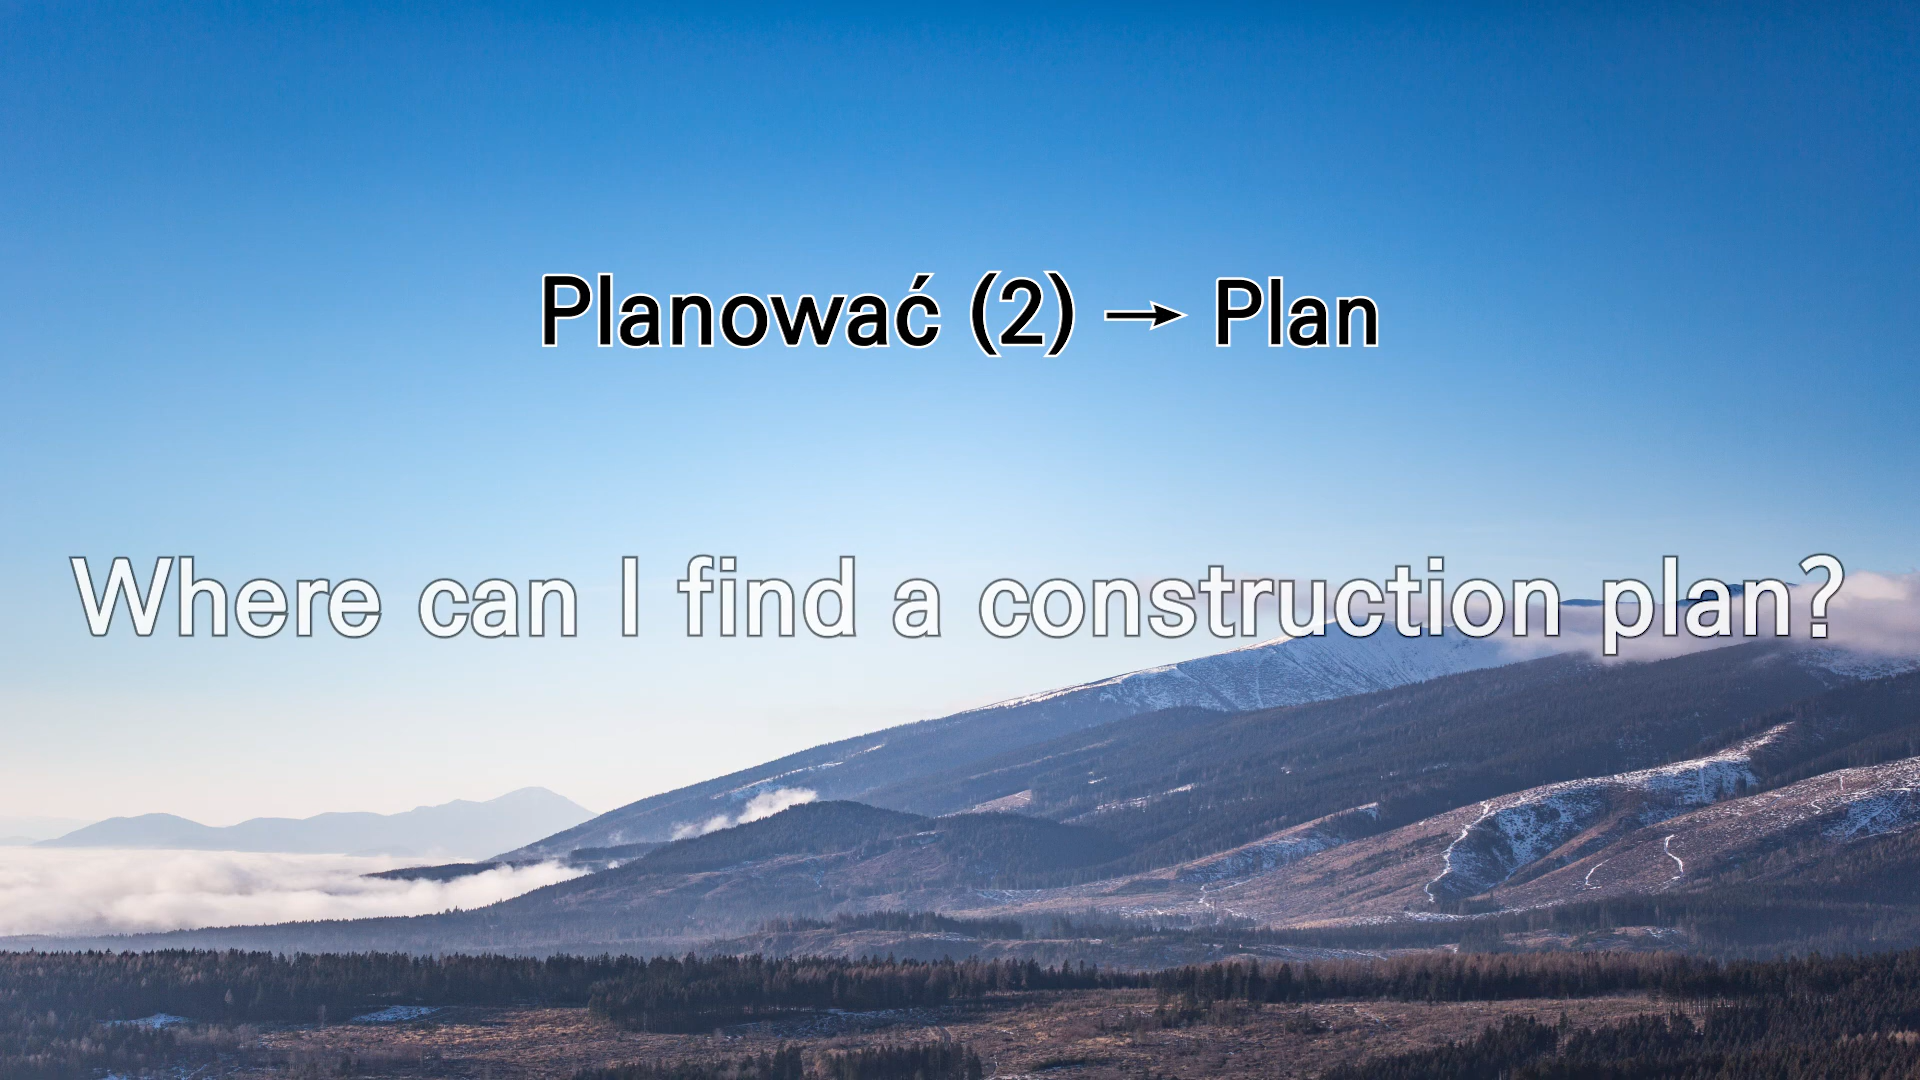 Planować (2) → Plan
Where can I find a construction plan?